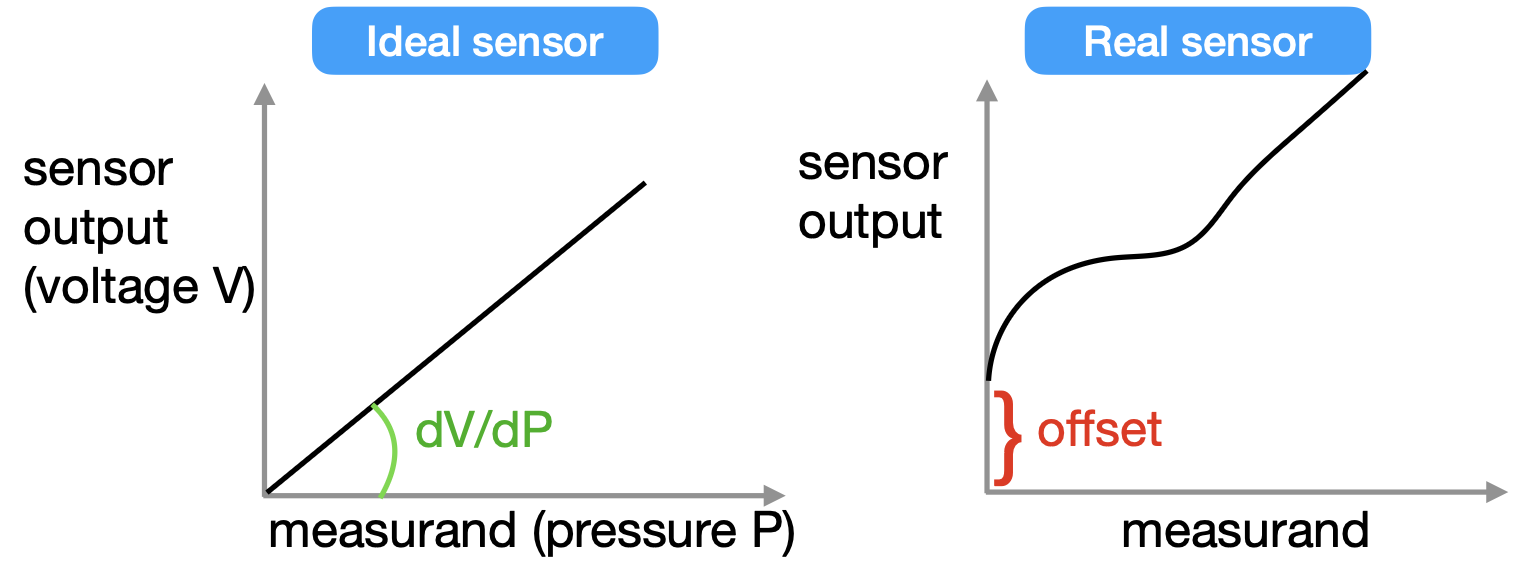 Ideal sensor
sensor
output
(voltage V)
dV/dP
measurand (pressure P)
Real sensor
sensor
output
offset
measurand